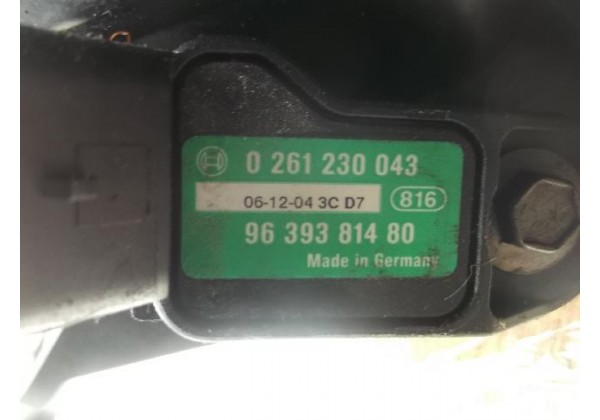 0 261 230 043
06-12-04 3C D7 816
96 393 814 80
Made in Germany